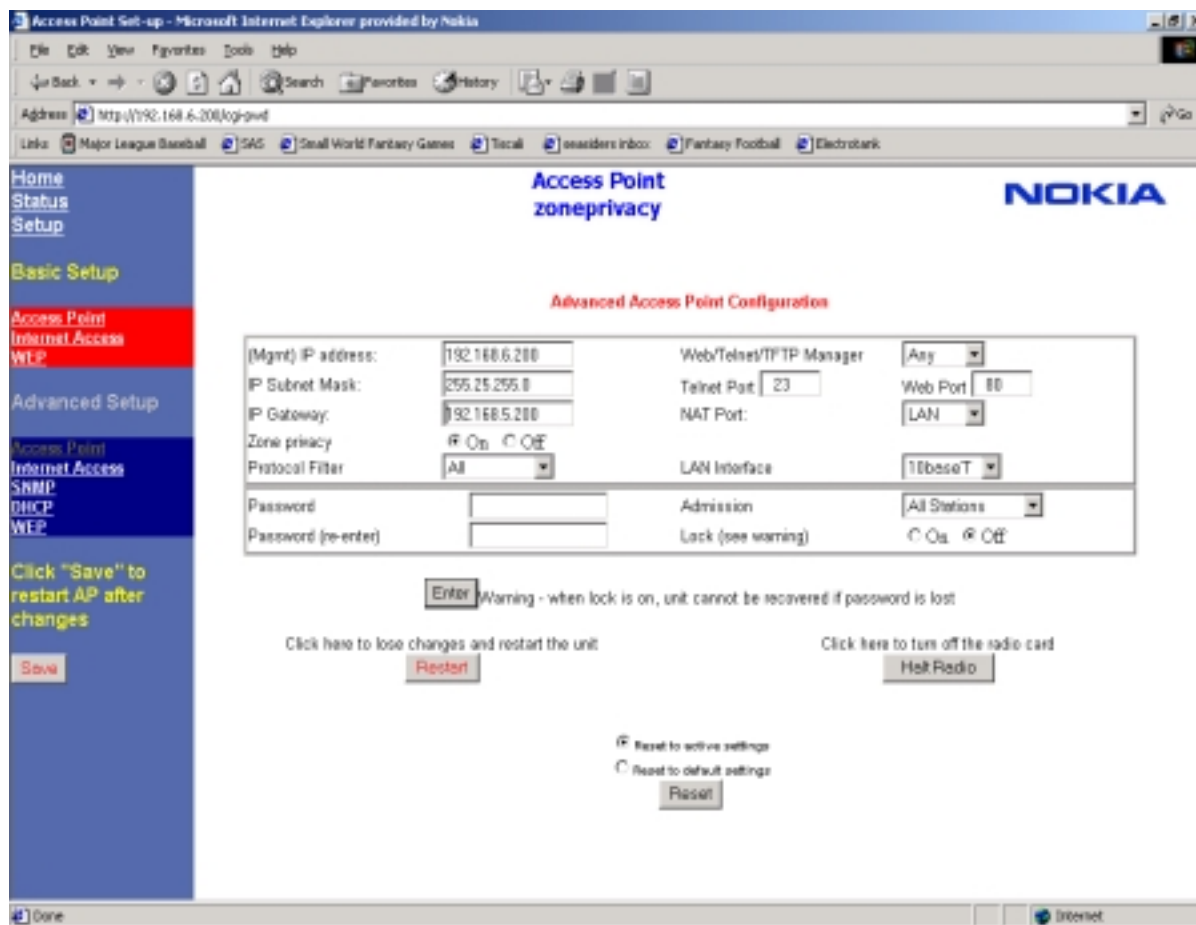 Access Point Set-up - Microsoft Internet Explorer provided by Nokia
File Edit View Favorites Tools Help
Back Search Favorites History
Address http://192.168.6.200/cgi-pwd Go
Links Major League Baseball SAS Small World Fantasy Games Tiscali inbox Fantasy Football Electrotank
Home
Status
Setup
Basic Setup
Access Point
Internet Access
WEP
Advanced Setup
Access Point
Internet Access
SNMP
DHCP
WEP
Click "Save" to
restart AP after
changes
Save
Access Point
zoneprivacy
NOKIA
Advanced Access Point Configuration
(Mgmt) IP address: 192.168.6.200 Web/Telnet/TFTP Manager Any
IP Subnet Mask: 255.25.255.0 Telnet Port 23 Web Port 80
IP Gateway: 192.168.5.200 NAT Port: LAN
Zone privacy On Off
Protocol Filter All LAN Interface 10baseT
Password Admission All Stations
Password (re-enter) Lock (see warning) On Off
Enter Warning - when lock is on, unit cannot be recovered if password is lost
Click here to lose changes and restart the unit Click here to turn off the radio card
Restart Halt Radio
Reset to active settings
Reset to default settings
Reset
Done Internet